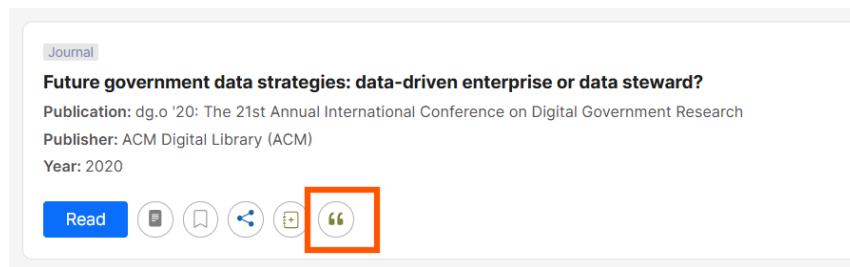 Journal
Future government data strategies: data-driven enterprise or data steward?
Publication: dg.o '20: The 21st Annual International Conference on Digital Government Research
Publisher: ACM Digital Library (ACM)
Year: 2020
Read